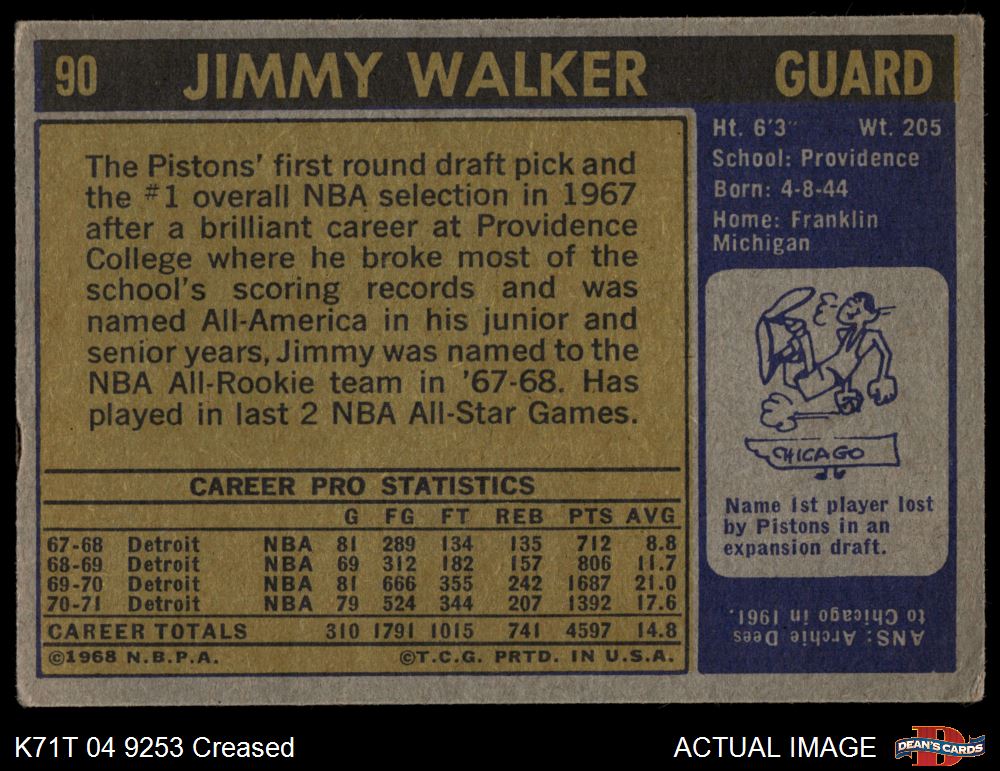 90 JIMMY WALKER GUARD
The Pistons' first round draft pick and
the #1 overall NBA selection in 1967
after a brilliant career at Providence
College where he broke most of the
school's scoring records and was
named All-America in his junior and
senior years, Jimmy was named to the
NBA All-Rookie team in '67-68. Has
played in last 2 NBA All-Star Games.
CAREER PRO STATISTICS
G FG FT REB PTS AVG
67-68 Detroit NBA 81 289 134 135 712 8.8
68-69 Detroit NBA 69 312 182 157 806 11.7
69-70 Detroit NBA 81 666 355 242 1687 21.0
70-71 Detroit NBA 79 524 344 207 1392 17.6
CAREER TOTALS 310 1791 1015 741 4597 14.8
©1968 N.B.P.A. ©T.C.G. PRTD. IN U.S.A.
Ht. 6'3" Wt. 205
School: Providence
Born: 4-8-44
Home: Franklin
Michigan
CHICAGO
Name 1st player lost
by Pistons in an
expansion draft.
ANS: Archie Dees
to Chicago in 1961.
K71T 04 9253 Creased
ACTUAL IMAGE
DEAN'S CARDS